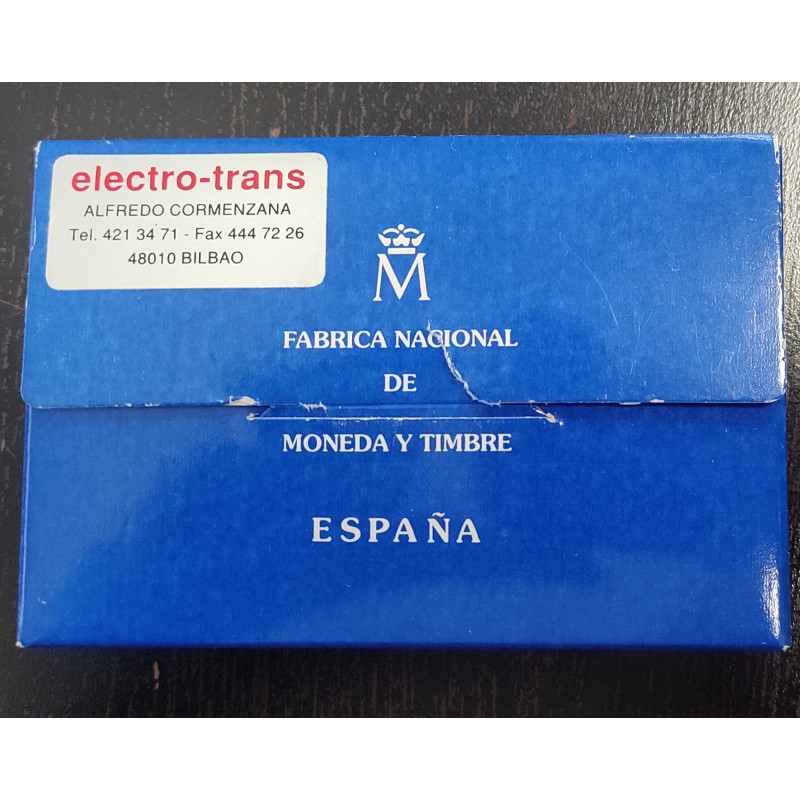 electro-trans
ALFREDO CORMENZANA
Tel. 421 34 71 - Fax 444 72 26
48010 BILBAO
M
FABRICA NACIONAL
DE
MONEDA Y TIMBRE
ESPAÑA